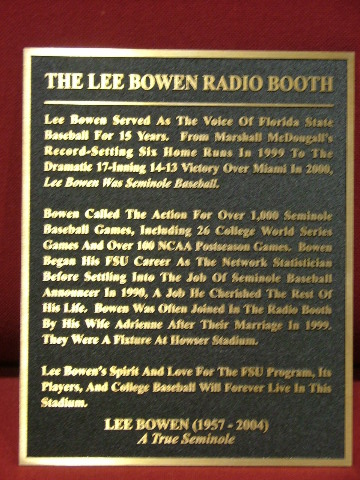 THE LEE BOWEN RADIO BOOTH
Lee Bowen Served As The Voice Of Florida State
Baseball For 15 Years. From Marshall McDougall's
Record-Setting Six Home Runs In 1999 To The
Dramatic 17-Inning 14-13 Victory Over Miami In 2000,
Lee Bowen Was Seminole Baseball.
Bowen Called The Action For Over 1,000 Seminole
Baseball Games, Including 26 College World Series
Games And Over 100 NCAA Postseason Games. Bowen
Began His FSU Career As The Network Statistician
Before Settling Into The Job Of Seminole Baseball
Announcer In 1990, A Job He Cherished The Rest Of
His Life. Bowen Was Often Joined In The Radio Booth
By His Wife Adrienne After Their Marriage In 1999.
They Were A Fixture At Howser Stadium.
Lee Bowen's Spirit And Love For The FSU Program, Its
Players, And College Baseball Will Forever Live In This
Stadium.
LEE BOWEN (1957 - 2004)
A True Seminole